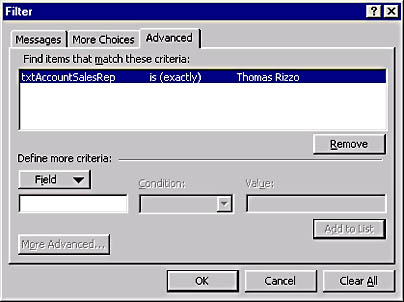 Filter
Messages More Choices Advanced
Find items that match these criteria:
txtAccountSalesRep is (exactly) Thomas Rizzo
Remove
Define more criteria:
Field Condition: Value:
Add to List
More Advanced...
OK Cancel Clear All